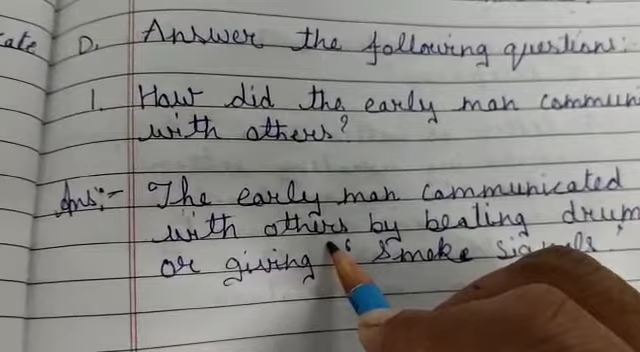 ate D. Answer the following questions:
1. How did the early man commun
with others?
Ans:- The early man communicated
with others by beating drum
or giving 'smoke signals'